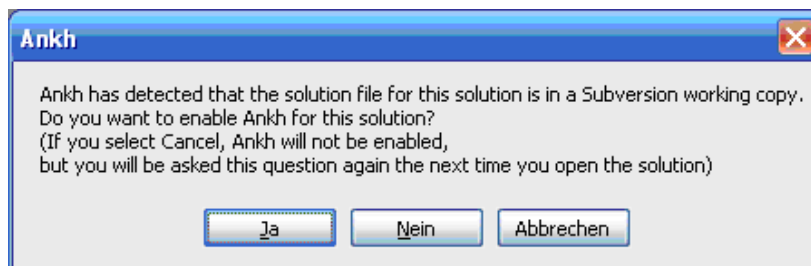 Ankh
Ankh has detected that the solution file for this solution is in a Subversion working copy.
Do you want to enable Ankh for this solution?
(If you select Cancel, Ankh will not be enabled,
but you will be asked this question again the next time you open the solution)
Ja Nein Abbrechen